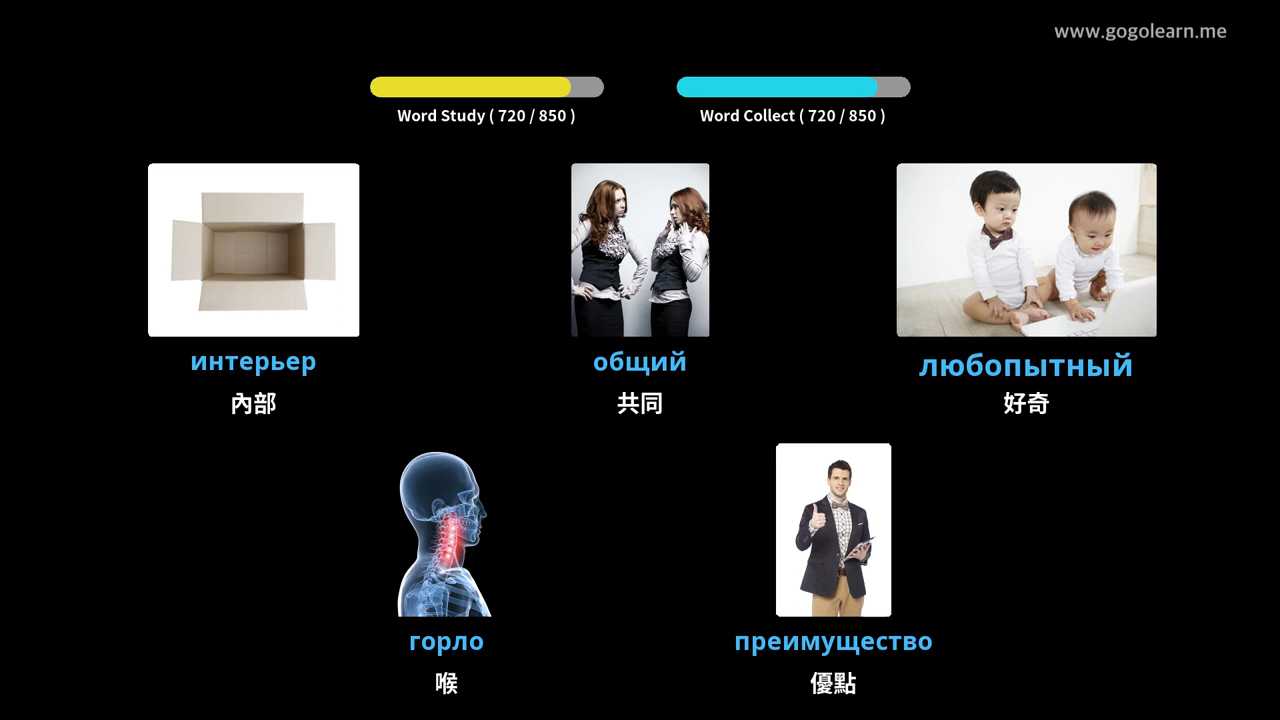 www.gogolearn.me
Word Study ( 720 / 850 )
Word Collect ( 720 / 850 )
интерьер
內部
общий
共同
любопытный
好奇
горло
喉
преимущество
優點